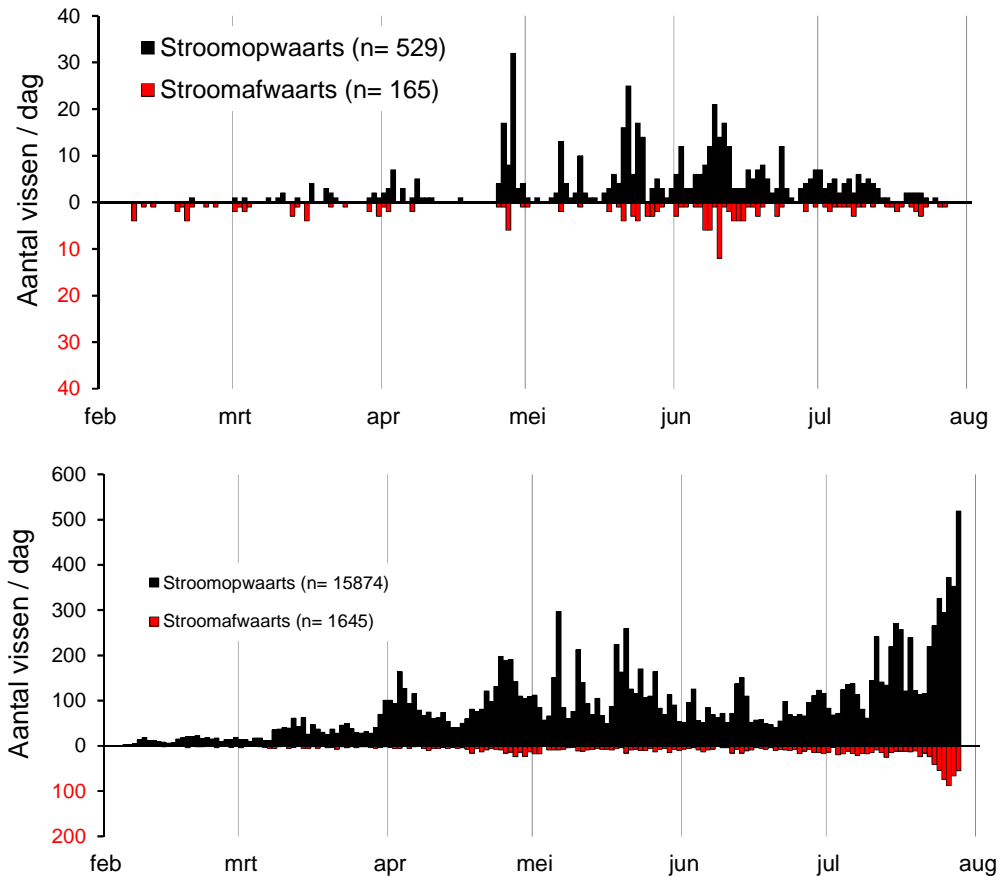 40
30
20
10
0
10
20
30
40
Aantal vissen / dag
Stroomopwaarts (n= 529)
Stroomafwaarts (n= 165)
feb mrt apr mei jun jul aug
600
500
400
300
200
100
0
100
200
Aantal vissen / dag
Stroomopwaarts (n= 15874)
Stroomafwaarts (n= 1645)
feb mrt apr mei jun jul aug